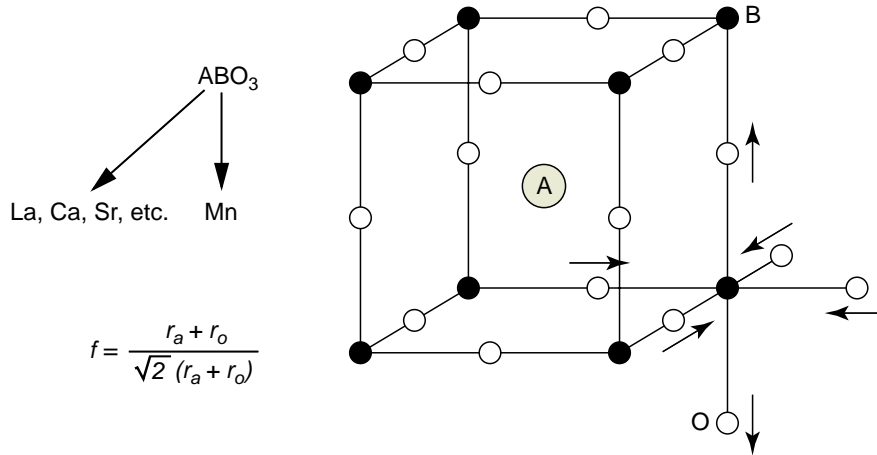 ABO₃
La, Ca, Sr, etc. Mn
f = rₐ + rₒ / √2 (rₐ + rₒ)
B
A
O